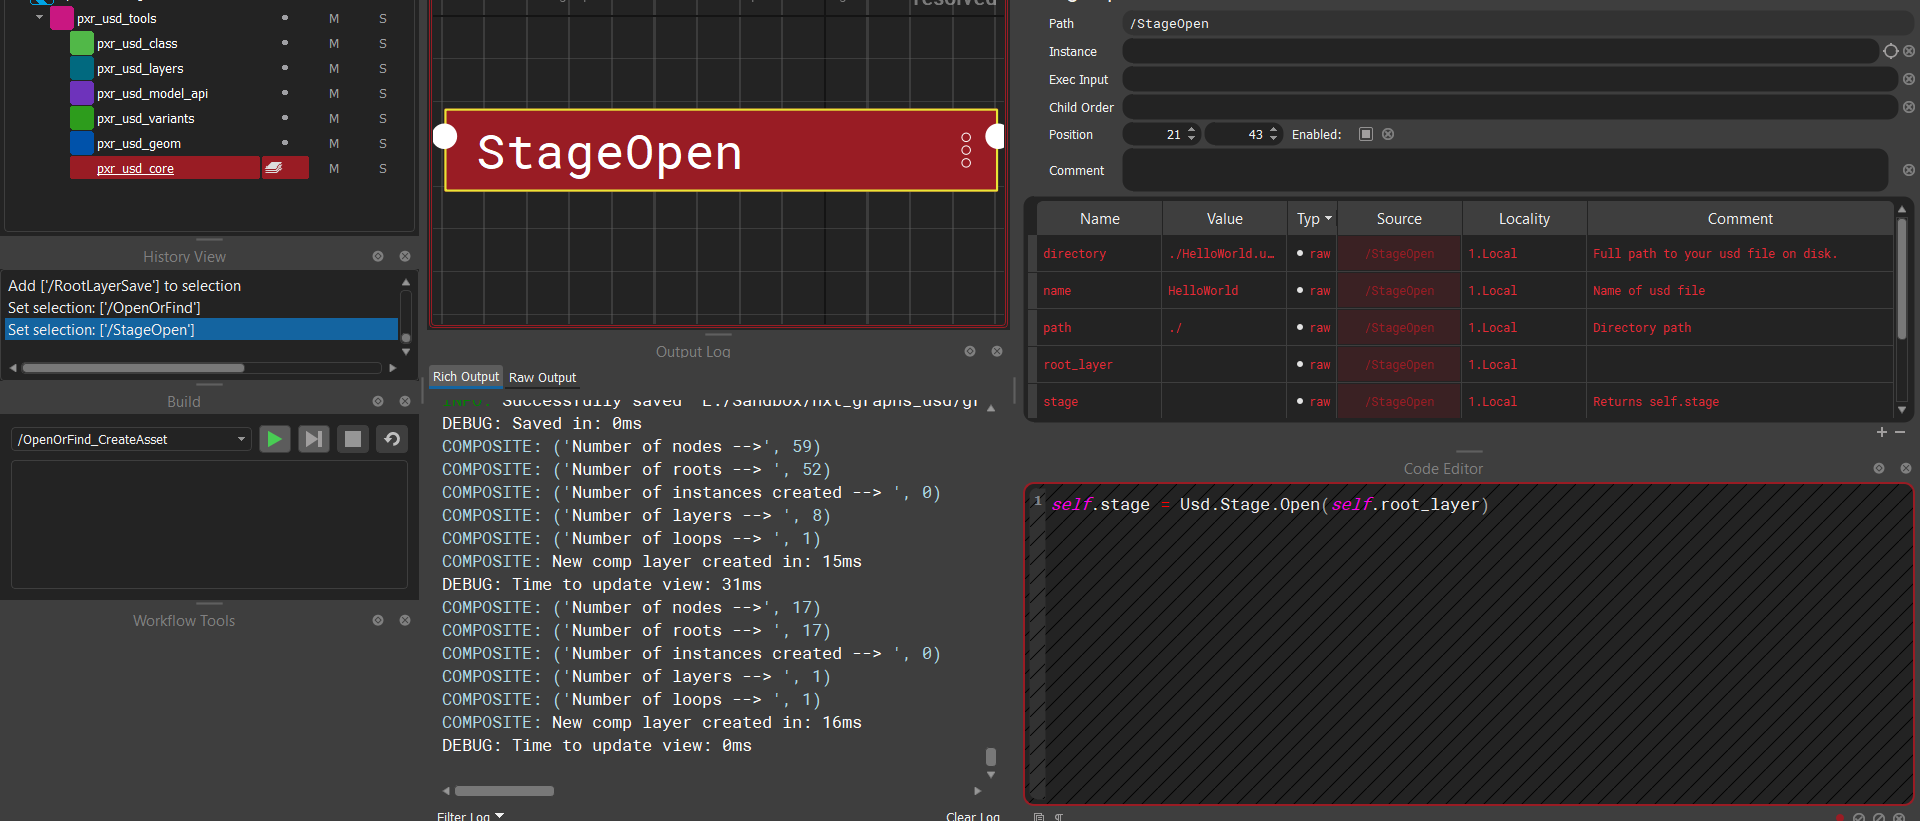 pxr_usd_tools M S
pxr_usd_class M S
pxr_usd_layers M S
pxr_usd_model_api M S
pxr_usd_variants M S
pxr_usd_geom M S
pxr_usd_core M S
History View
Add ['/RootLayerSave'] to selection
Set selection: ['/OpenOrFind']
Set selection: ['/StageOpen']
Build
/OpenOrFind_CreateAsset
Workflow Tools
resolved
StageOpen
Output Log
Rich Output Raw Output
INFO: Successfully saved
DEBUG: Saved in: 0ms
COMPOSITE: ('Number of nodes -->', 59)
COMPOSITE: ('Number of roots --> ', 52)
COMPOSITE: ('Number of instances created --> ', 0)
COMPOSITE: ('Number of layers --> ', 8)
COMPOSITE: ('Number of loops --> ', 1)
COMPOSITE: New comp layer created in: 15ms
DEBUG: Time to update view: 31ms
COMPOSITE: ('Number of nodes -->', 17)
COMPOSITE: ('Number of roots --> ', 17)
COMPOSITE: ('Number of instances created --> ', 0)
COMPOSITE: ('Number of layers --> ', 1)
COMPOSITE: ('Number of loops --> ', 1)
COMPOSITE: New comp layer created in: 16ms
DEBUG: Time to update view: 0ms
Filter Log Clear Log
Path /StageOpen
Instance
Exec Input
Child Order
Position 21 43 Enabled:
Comment
Name Value Typ Source Locality Comment
directory ./HelloWorld.u... raw /StageOpen 1.Local Full path to your usd file on disk.
name HelloWorld raw /StageOpen 1.Local Name of usd file
path ./ raw /StageOpen 1.Local Directory path
root_layer raw /StageOpen 1.Local
stage raw /StageOpen 1.Local Returns self.stage
Code Editor
1 self.stage = Usd.Stage.Open(self.root_layer)